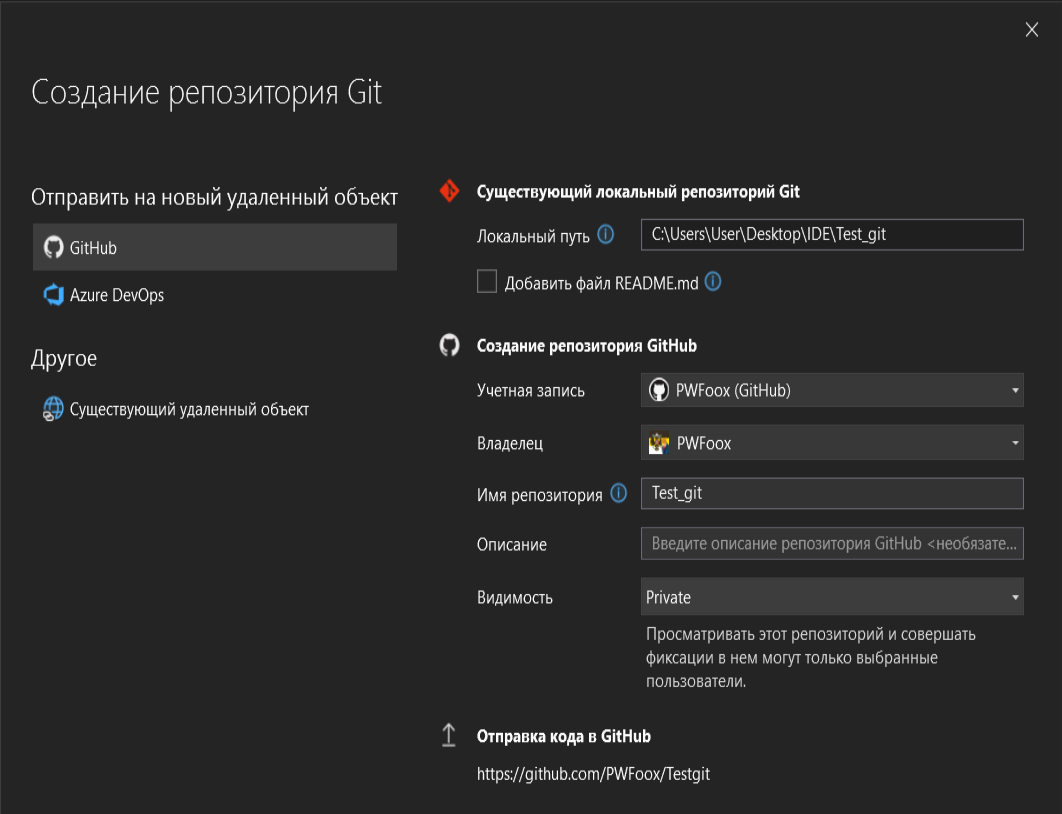 Создание репозитория Git
Отправить на новый удаленный объект
GitHub
Azure DevOps
Другое
Существующий удаленный объект
Существующий локальный репозиторий Git
Локальный путь C:\Users\User\Desktop\IDE\Test_git
Добавить файл README.md
Создание репозитория GitHub
Учетная запись PWFoox (GitHub)
Владелец PWFoox
Имя репозитория Test_git
Описание Введите описание репозитория GitHub <необязате...
Видимость Private
Просматривать этот репозиторий и совершать
фиксации в нем могут только выбранные
пользователи.
Отправка кода в GitHub
https://github.com/PWFoox/Testgit